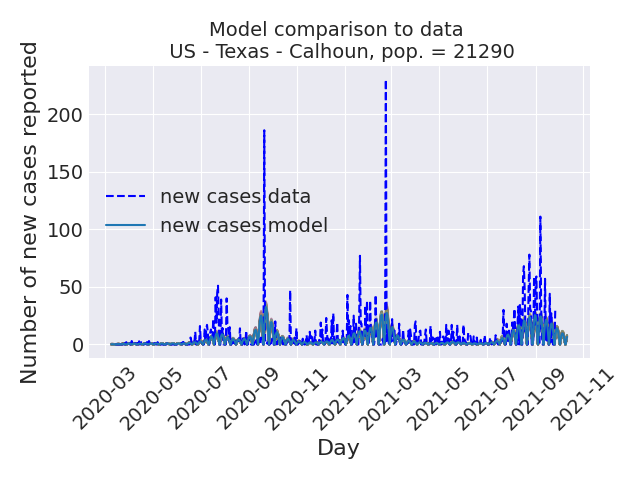 Model comparison to data
US - Texas - Calhoun, pop. = 21290
Number of new cases reported
200
150
100
50
0
new cases data
new cases model
2020-03
2020-05
2020-07
2020-09
2020-11
2021-01
2021-03
2021-05
2021-07
2021-09
2021-11
Day